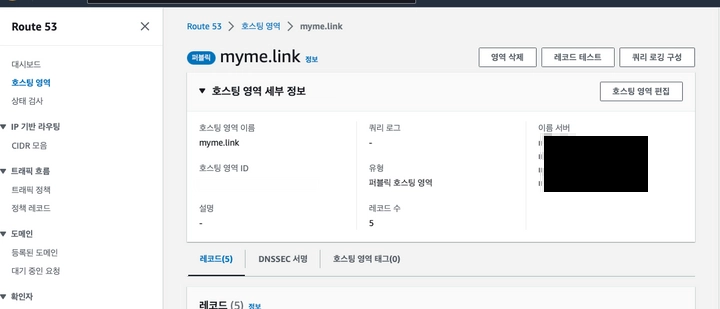 Route 53
Route 53 > 호스팅 영역 > myme.link
대시보드
호스팅 영역
상태 검사
IP 기반 라우팅
CIDR 모음
트래픽 흐름
트래픽 정책
정책 레코드
도메인
등록된 도메인
대기 중인 요청
확인자
퍼블릭 myme.link 정보
영역 삭제 레코드 테스트 쿼리 로깅 구성
호스팅 영역 세부 정보 호스팅 영역 편집
호스팅 영역 이름
myme.link
호스팅 영역 ID
설명
-
쿼리 로그
-
유형
퍼블릭 호스팅 영역
레코드 수
5
이름 서버
레코드(5) DNSSEC 서명 호스팅 영역 태그(0)
레코드 (5) 정보